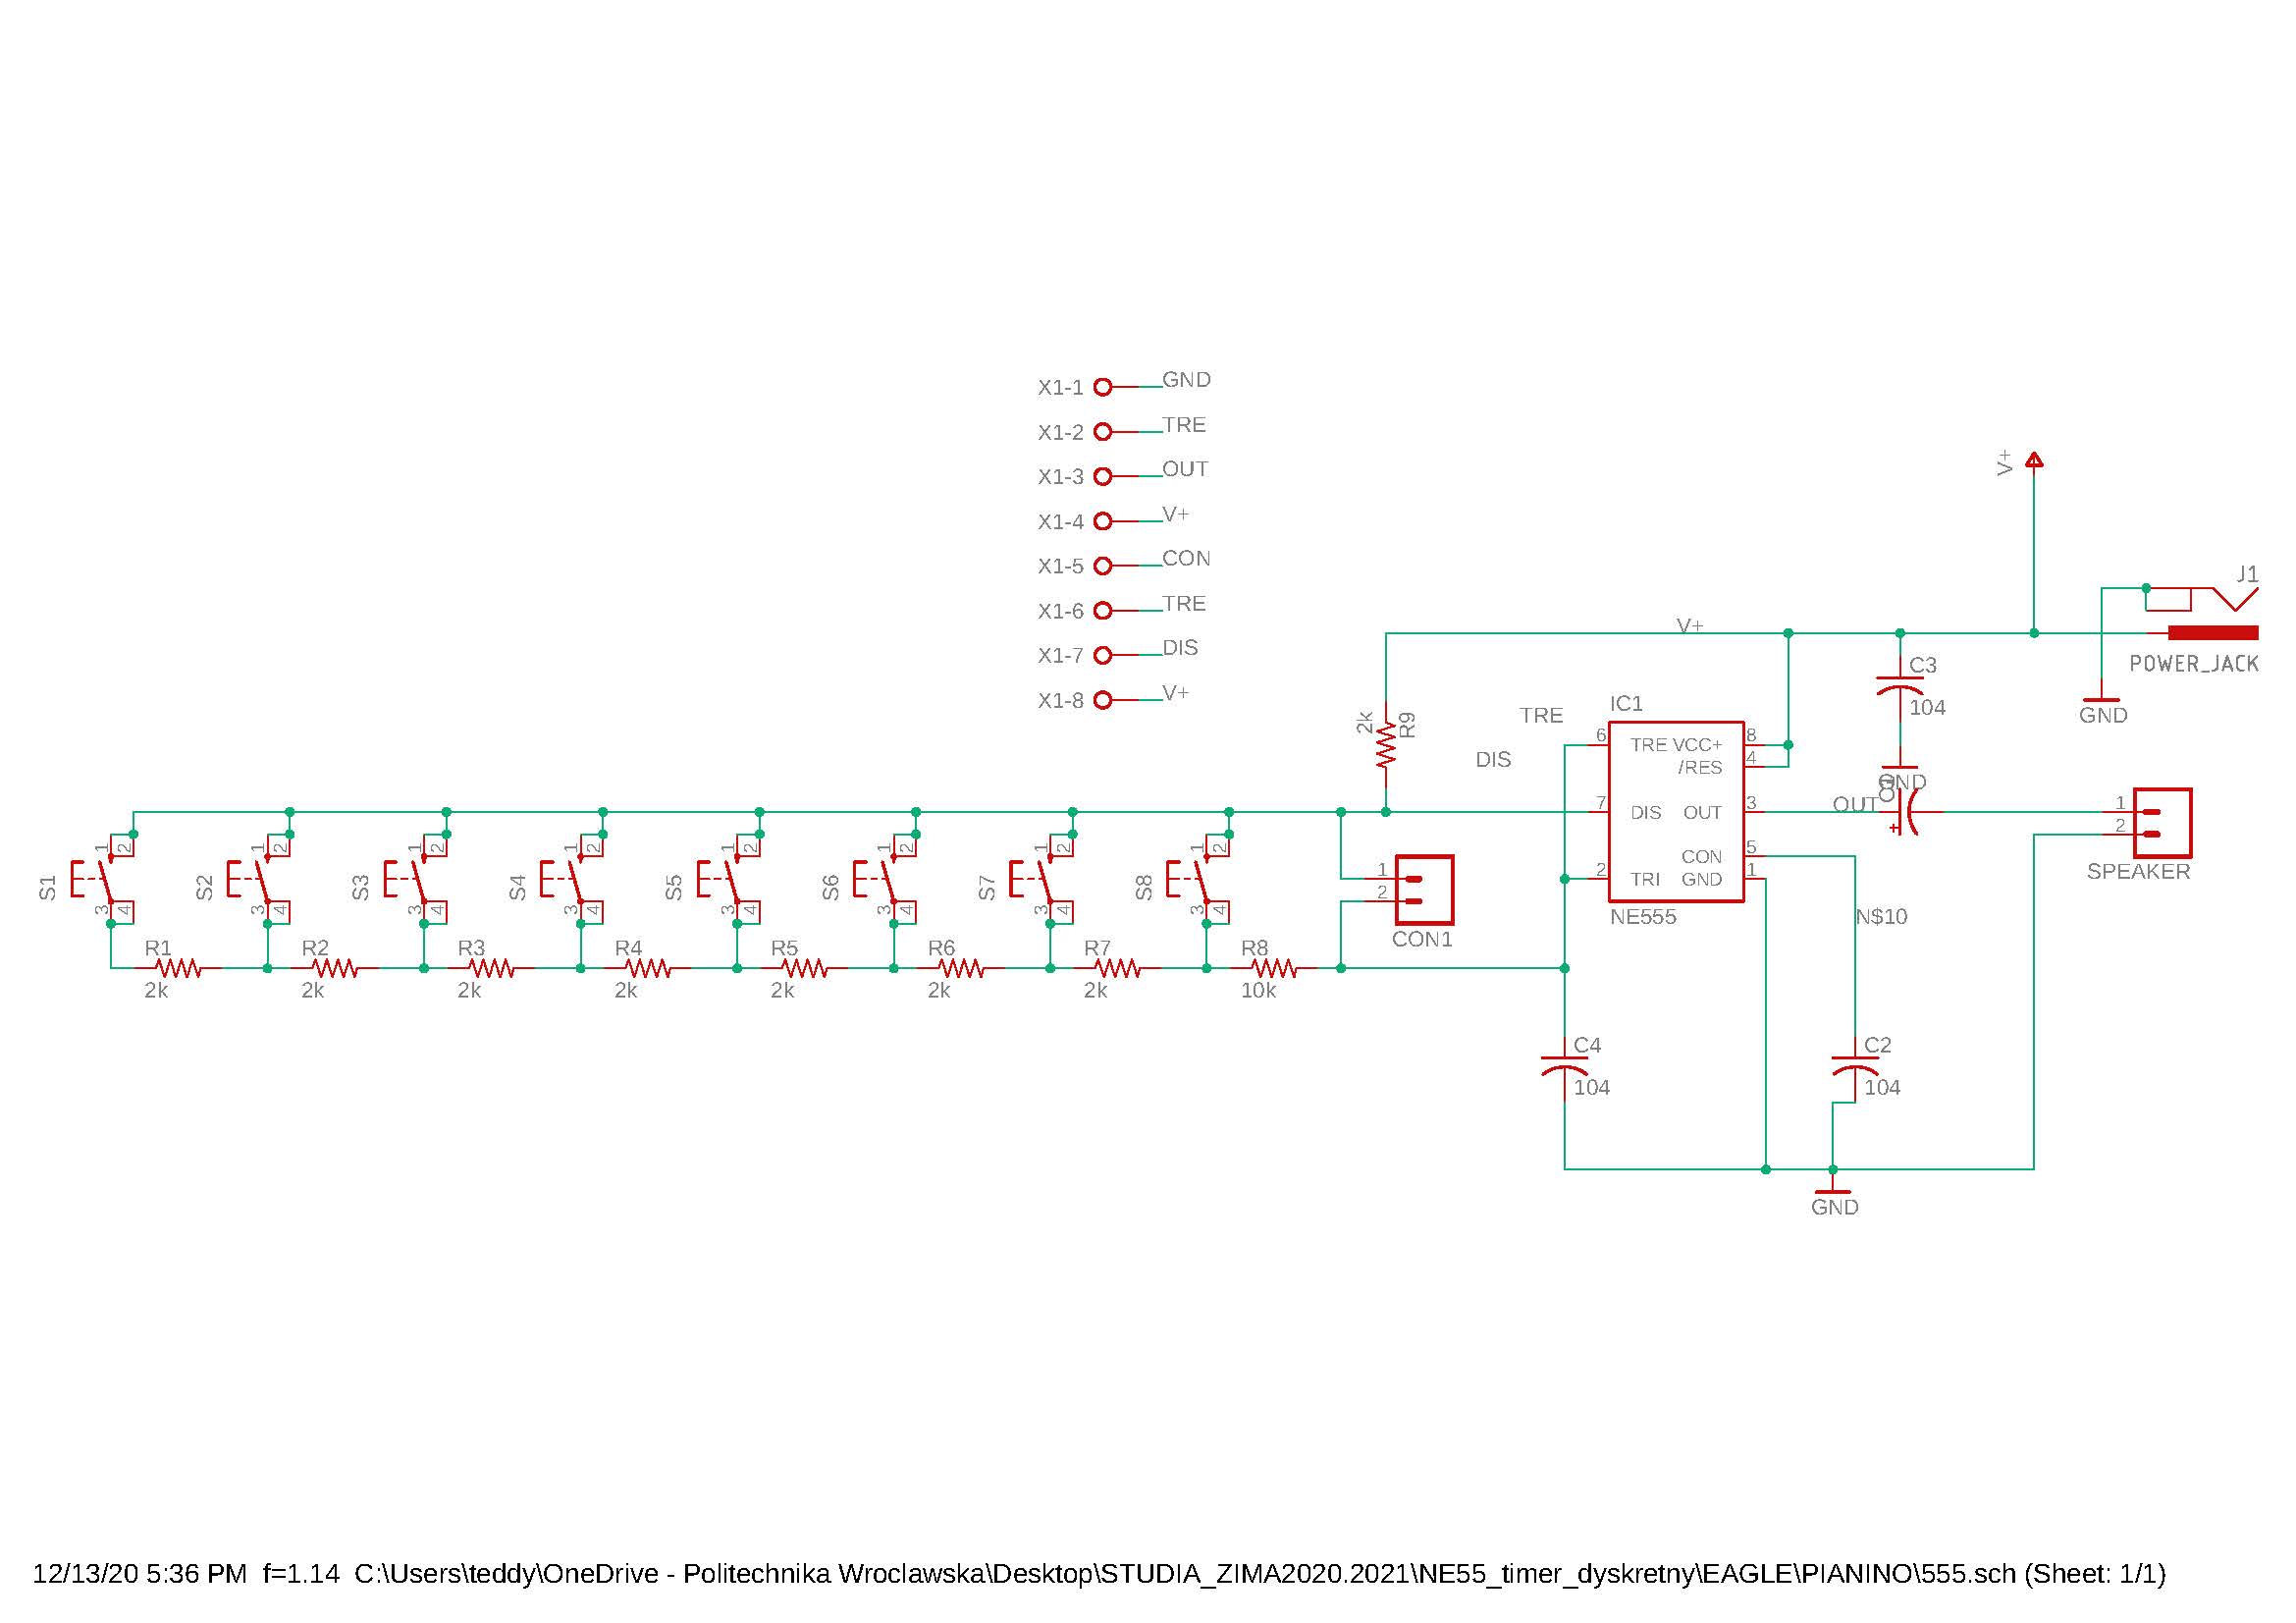 X1-1 GND
X1-2 TRE
X1-3 OUT
X1-4 V+
X1-5 CON
X1-6 TRE
X1-7 DIS
X1-8 V+
V+
J1
POWER_JACK
GND
V+
C3
104
GND
2k
R9
TRE
DIS
IC1
6 TRE VCC+ 8
/RES 4
7 DIS OUT 3
CON 5
2 TRI GND 1
NE555
OUT
+
1
2
SPEAKER
N$10
1
2
CON1
S1 1 2 3 4
S2 1 2 3 4
S3 1 2 3 4
S4 1 2 3 4
S5 1 2 3 4
S6 1 2 3 4
S7 1 2 3 4
S8 1 2 3 4
R1 R2 R3 R4 R5 R6 R7 R8
2k 2k 2k 2k 2k 2k 2k 10k
C4
104
C2
104
GND
12/13/20 5:36 PM f=1.14 C:\Users\teddy\OneDrive - Politechnika Wroclawska\Desktop\STUDIA_ZIMA2020.2021\NE55_timer_dyskretny\EAGLE\PIANINO\555.sch (Sheet: 1/1)